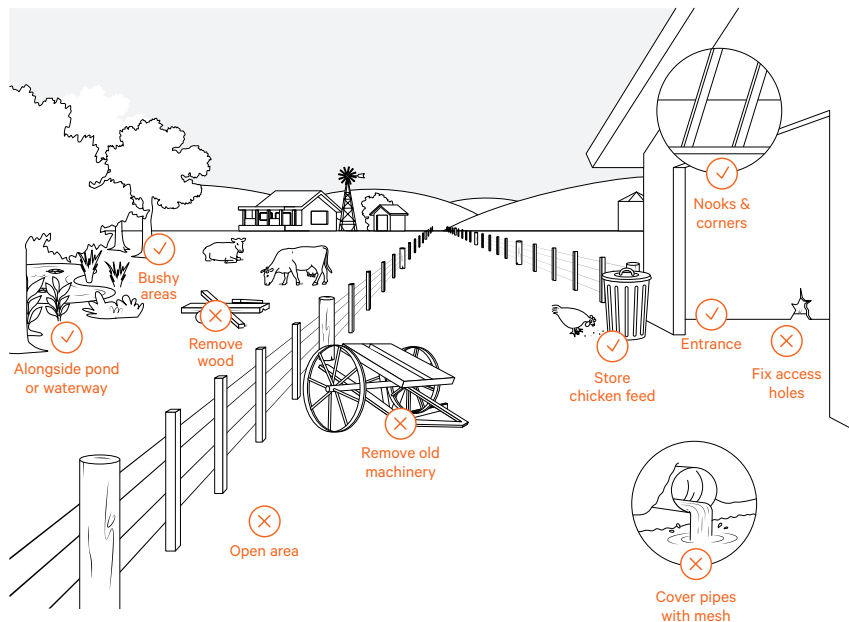 Nooks &
corners
Bushy
areas
Remove
wood
Entrance
Alongside pond
or waterway
Store
chicken feed
Fix access
holes
Remove old
machinery
Open area
Cover pipes
with mesh